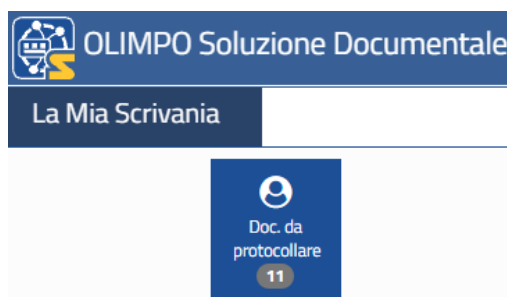 OLIMPO Soluzione Documentale
La Mia Scrivania
Doc. da
protocollare
11